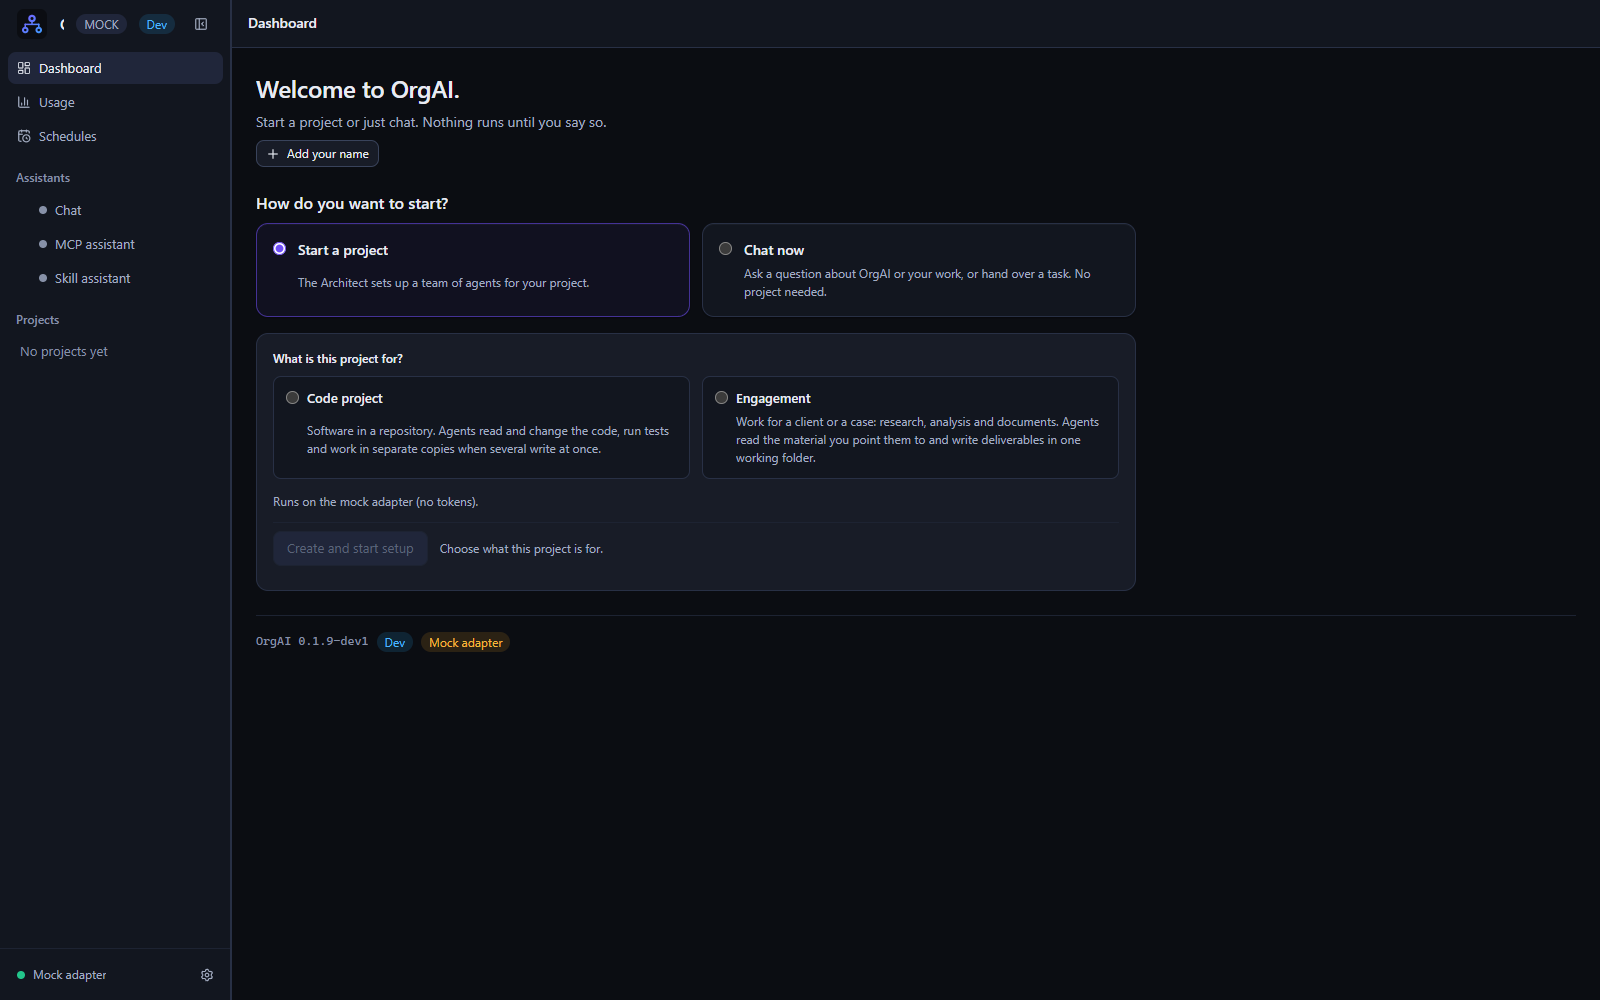 MOCK Dev
Dashboard
Usage
Schedules
Assistants
Chat
MCP assistant
Skill assistant
Projects
No projects yet
Mock adapter
Dashboard
Welcome to OrgAI.
Start a project or just chat. Nothing runs until you say so.
+ Add your name
How do you want to start?
Start a project
The Architect sets up a team of agents for your project.
Chat now
Ask a question about OrgAI or your work, or hand over a task. No
project needed.
What is this project for?
Code project
Software in a repository. Agents read and change the code, run tests
and work in separate copies when several write at once.
Engagement
Work for a client or a case: research, analysis and documents. Agents
read the material you point them to and write deliverables in one
working folder.
Runs on the mock adapter (no tokens).
Create and start setup
Choose what this project is for.
OrgAI 0.1.9-dev1 Dev Mock adapter